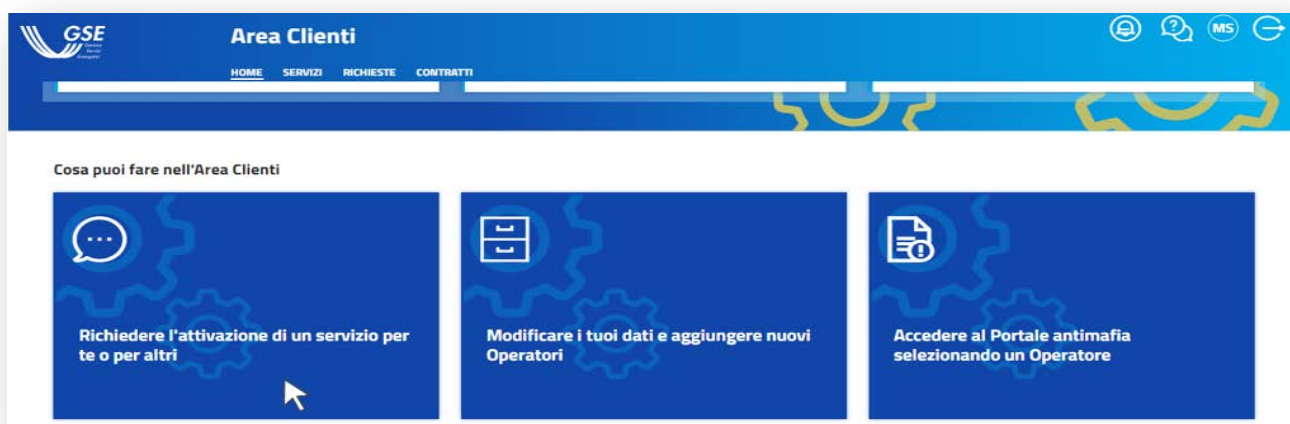 GSE
Area Clienti
MS
HOME SERVIZI RICHIESTE CONTRATTI
Cosa puoi fare nell'Area Clienti
Richiedere l'attivazione di un servizio per
te o per altri
Modificare i tuoi dati e aggiungere nuovi
Operatori
Accedere al Portale antimafia
selezionando un Operatore